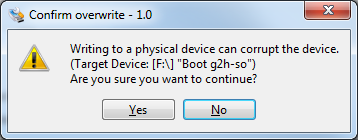 Confirm overwrite - 1.0
Writing to a physical device can corrupt the device.
(Target Device: [F:\] "Boot g2h-so")
Are you sure you want to continue?
Yes
No